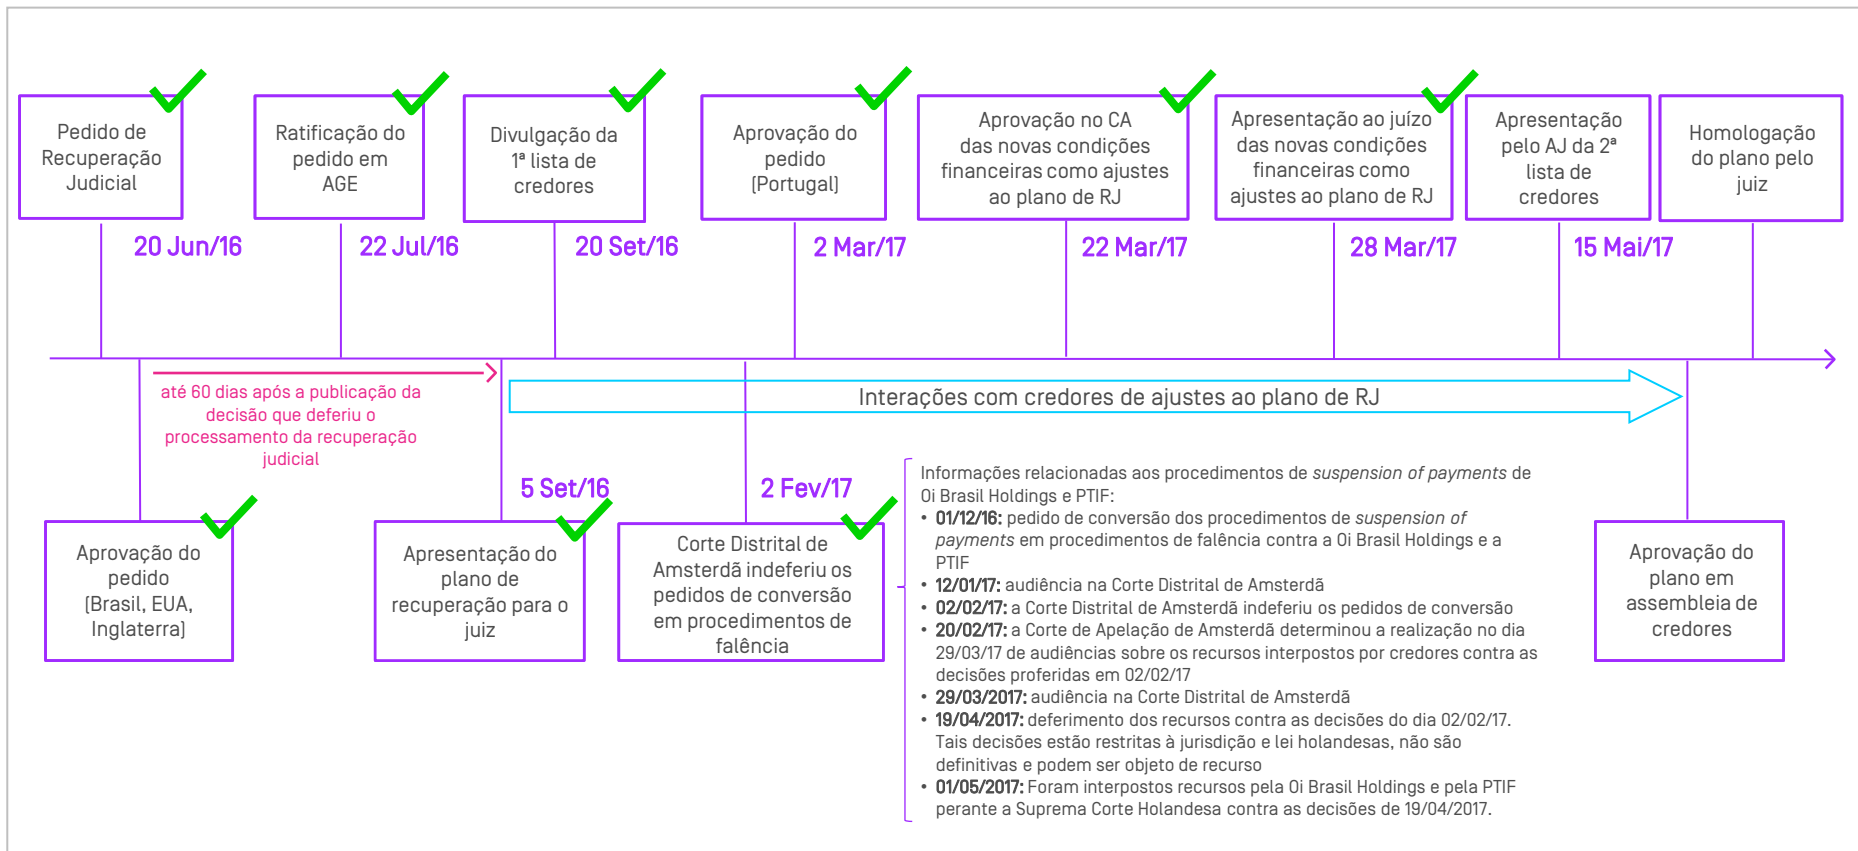 Pedido de
Recuperação
Judicial
Ratificação do
pedido em
AGE
Divulgação da
1ª lista de
credores
Aprovação do
pedido
(Portugal)
Aprovação no CA
das novas condições
financeiras como ajustes
ao plano de RJ
Apresentação ao juízo
das novas condições
financeiras como
ajustes ao plano de RJ
Apresentação
pelo AJ da 2ª
lista de
credores
Homologação
do plano pelo
juiz
20 Jun/16
22 Jul/16
20 Set/16
2 Mar/17
22 Mar/17
28 Mar/17
15 Mai/17
até 60 dias após a publicação da
decisão que deferiu o
processamento da recuperação
judicial
Interações com credores de ajustes ao plano de RJ
5 Set/16
2 Fev/17
Aprovação do
pedido
(Brasil, EUA,
Inglaterra)
Apresentação do
plano de
recuperação para o
juiz
Corte Distrital de
Amsterdã indeferiu os
pedidos de conversão
em procedimentos de
falência
Informações relacionadas aos procedimentos de suspension of payments de
Oi Brasil Holdings e PTIF:
• 01/12/16: pedido de conversão dos procedimentos de suspension of
payments em procedimentos de falência contra a Oi Brasil Holdings e a
PTIF
• 12/01/17: audiência na Corte Distrital de Amsterdã
• 02/02/17: a Corte Distrital de Amsterdã indeferiu os pedidos de conversão
• 20/02/17: a Corte de Apelação de Amsterdã determinou a realização no dia
29/03/17 de audiências sobre os recursos interpostos por credores contra as
decisões proferidas em 02/02/17
• 29/03/2017: audiência na Corte Distrital de Amsterdã
• 19/04/2017: deferimento dos recursos contra as decisões do dia 02/02/17.
Tais decisões estão restritas à jurisdição e lei holandesas, não são
definitivas e podem ser objeto de recurso
• 01/05/2017: Foram interpostos recursos pela Oi Brasil Holdings e pela PTIF
perante a Suprema Corte Holandesa contra as decisões de 19/04/2017.
Aprovação do
plano em
assembleia de
credores